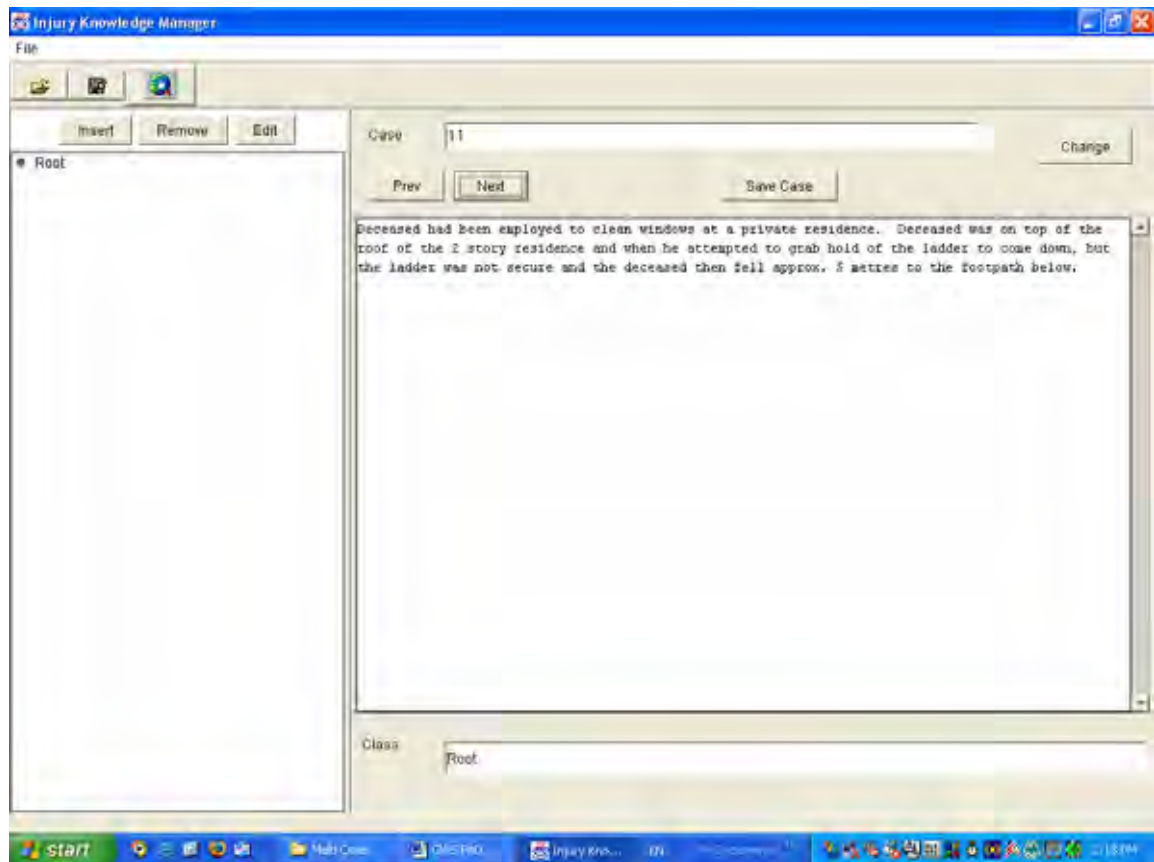 Injury Knowledge Manager
File
Insert Remove Edit
Root
Case 11
Change
Prev Next Save Case
Deceased had been employed to clean windows at a private residence. Deceased was on top of the
roof of the 2 story residence and when he attempted to grab hold of the ladder to come down, but
the ladder was not secure and the deceased then fell approx. 5 metres to the footpath below.
Class Root
start Injury Kno...